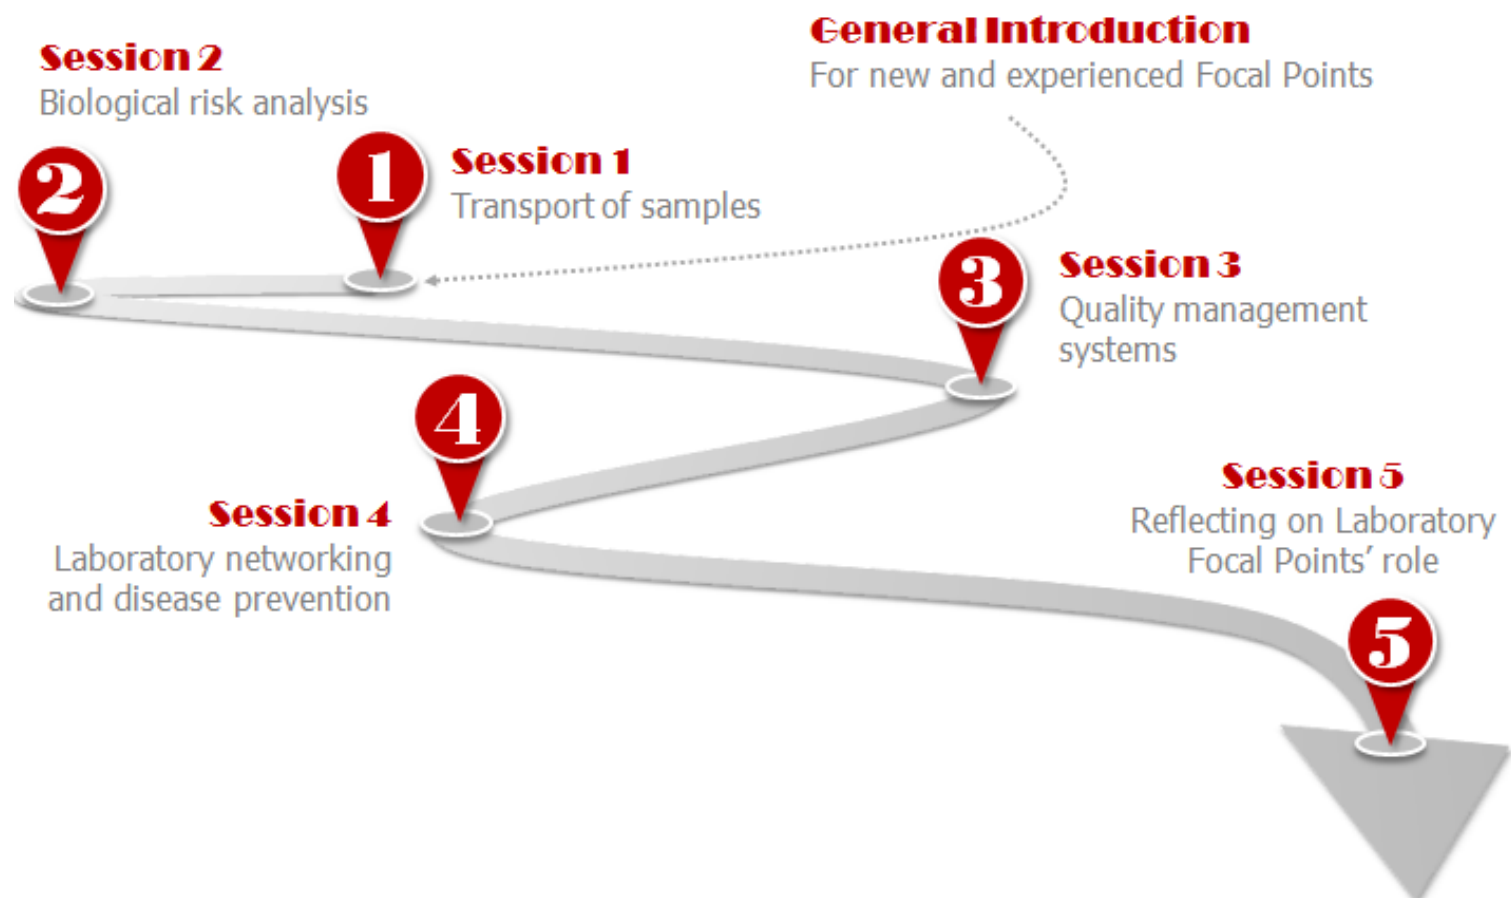 General Introduction
For new and experienced Focal Points
1
Session 1
Transport of samples
2
Session 2
Biological risk analysis
3
Session 3
Quality management
systems
4
Session 4
Laboratory networking
and disease prevention
5
Session 5
Reflecting on Laboratory
Focal Points’ role